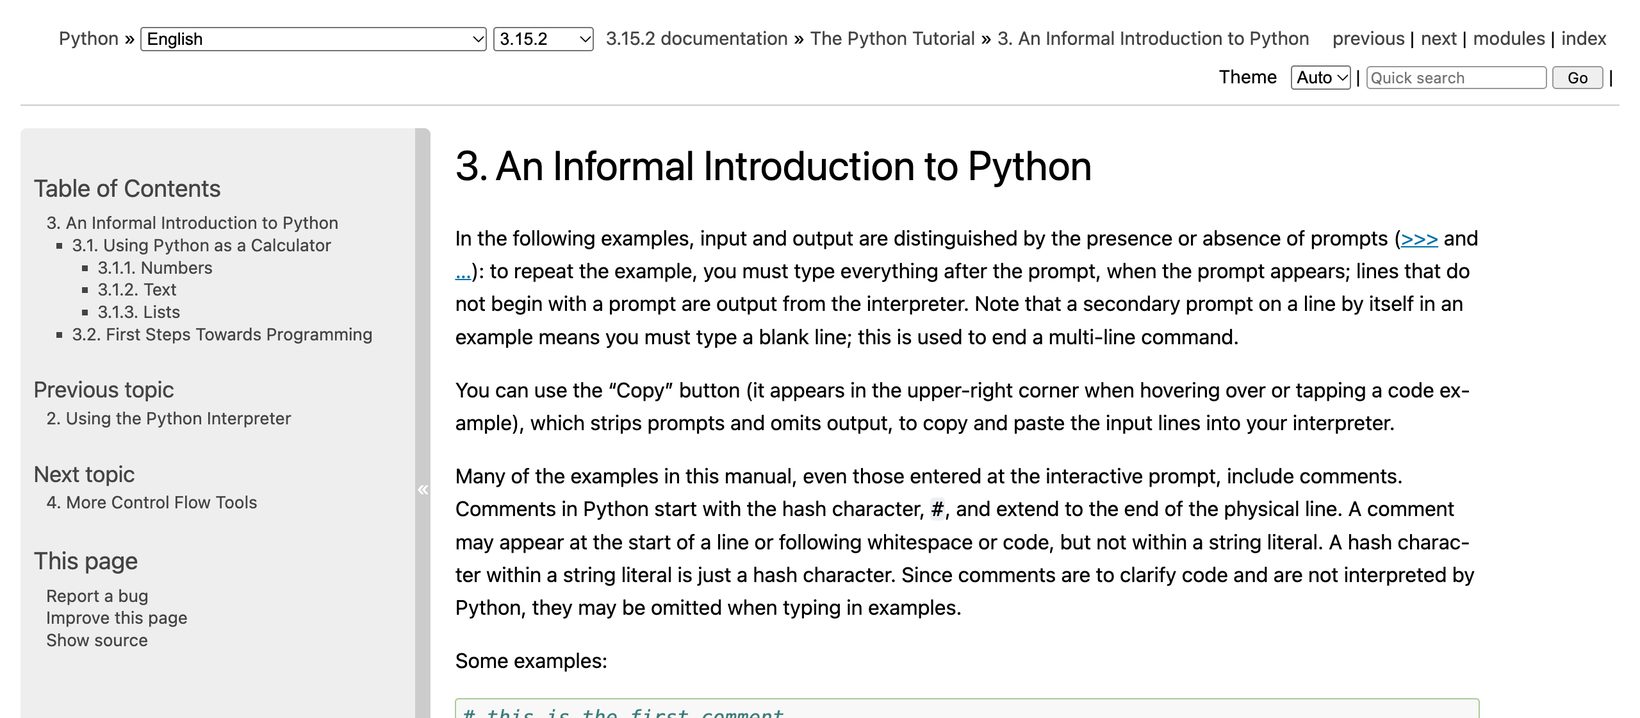 Python » English 3.15.2 3.15.2 documentation » The Python Tutorial » 3. An Informal Introduction to Python previous | next | modules | index
Theme Auto | Quick search Go |
Table of Contents
3. An Informal Introduction to Python
3.1. Using Python as a Calculator
3.1.1. Numbers
3.1.2. Text
3.1.3. Lists
3.2. First Steps Towards Programming
Previous topic
2. Using the Python Interpreter
Next topic
4. More Control Flow Tools
This page
Report a bug
Improve this page
Show source
«
3. An Informal Introduction to Python
In the following examples, input and output are distinguished by the presence or absence of prompts (>>> and
...): to repeat the example, you must type everything after the prompt, when the prompt appears; lines that do
not begin with a prompt are output from the interpreter. Note that a secondary prompt on a line by itself in an
example means you must type a blank line; this is used to end a multi-line command.
You can use the “Copy” button (it appears in the upper-right corner when hovering over or tapping a code ex-
ample), which strips prompts and omits output, to copy and paste the input lines into your interpreter.
Many of the examples in this manual, even those entered at the interactive prompt, include comments.
Comments in Python start with the hash character, #, and extend to the end of the physical line. A comment
may appear at the start of a line or following whitespace or code, but not within a string literal. A hash charac-
ter within a string literal is just a hash character. Since comments are to clarify code and are not interpreted by
Python, they may be omitted when typing in examples.
Some examples:
# this is the first comment